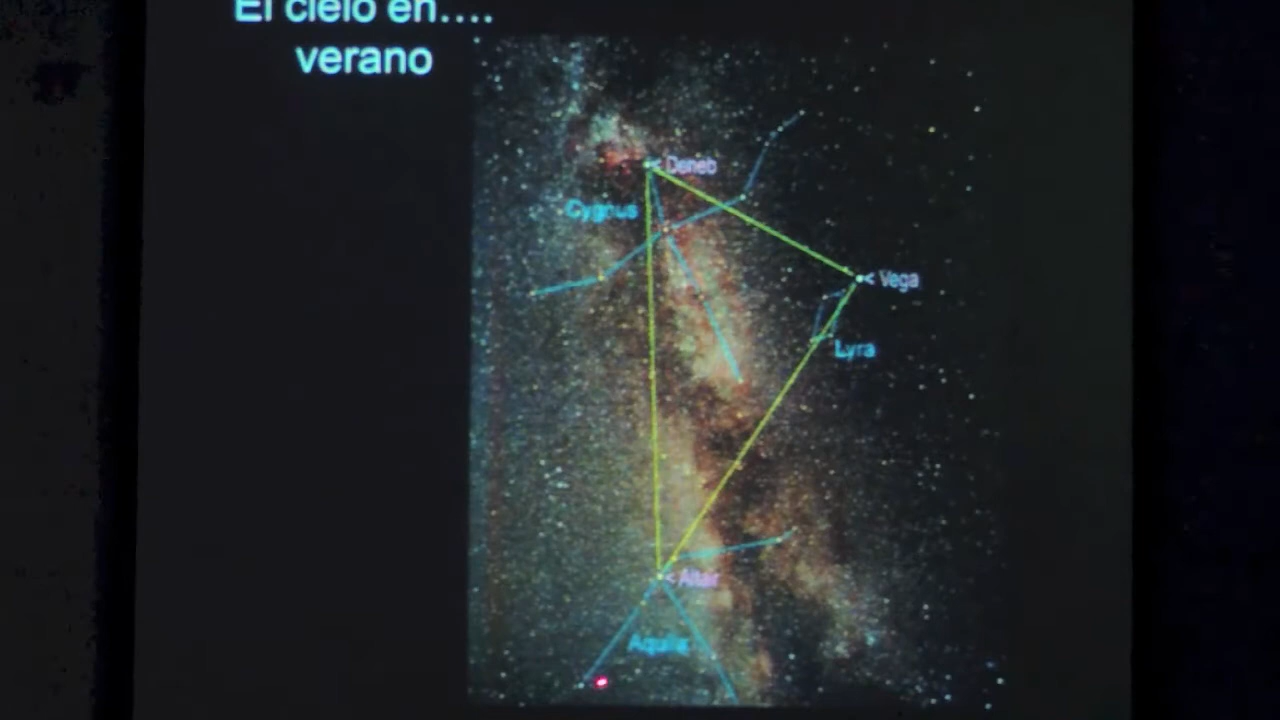 El cielo en....
verano
< Deneb
Cygnus
< Vega
Lyra
< Altair
Aquila